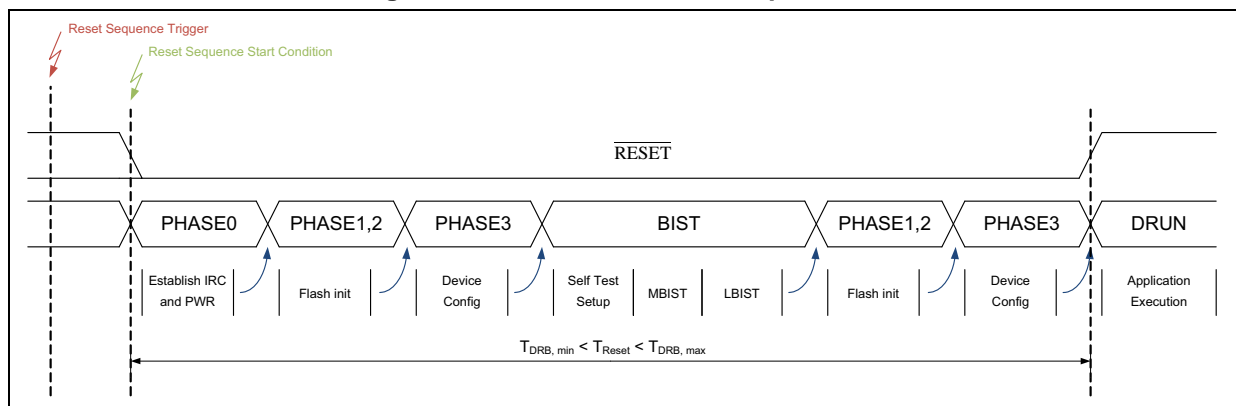 Reset Sequence Trigger
Reset Sequence Start Condition
RESET
PHASE0 PHASE1,2 PHASE3 BIST PHASE1,2 PHASE3 DRUN
Establish IRC and PWR
Flash init
Device Config
Self Test Setup
MBIST
LBIST
Flash init
Device Config
Application Execution
TDRB, min < TReset < TDRB, max